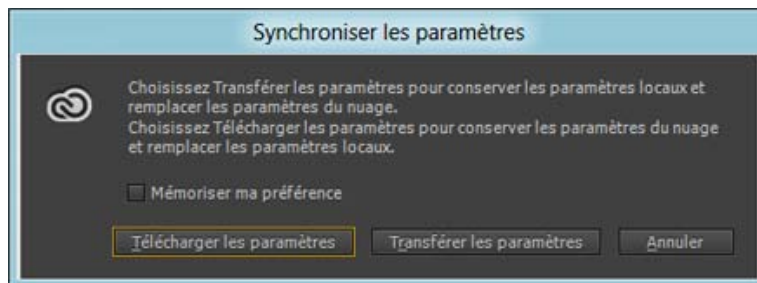 Synchroniser les paramètres
Choisissez Transférer les paramètres pour conserver les paramètres locaux et
remplacer les paramètres du nuage.
Choisissez Télécharger les paramètres pour conserver les paramètres du nuage
et remplacer les paramètres locaux.
Mémoriser ma préférence
Télécharger les paramètres Transférer les paramètres Annuler